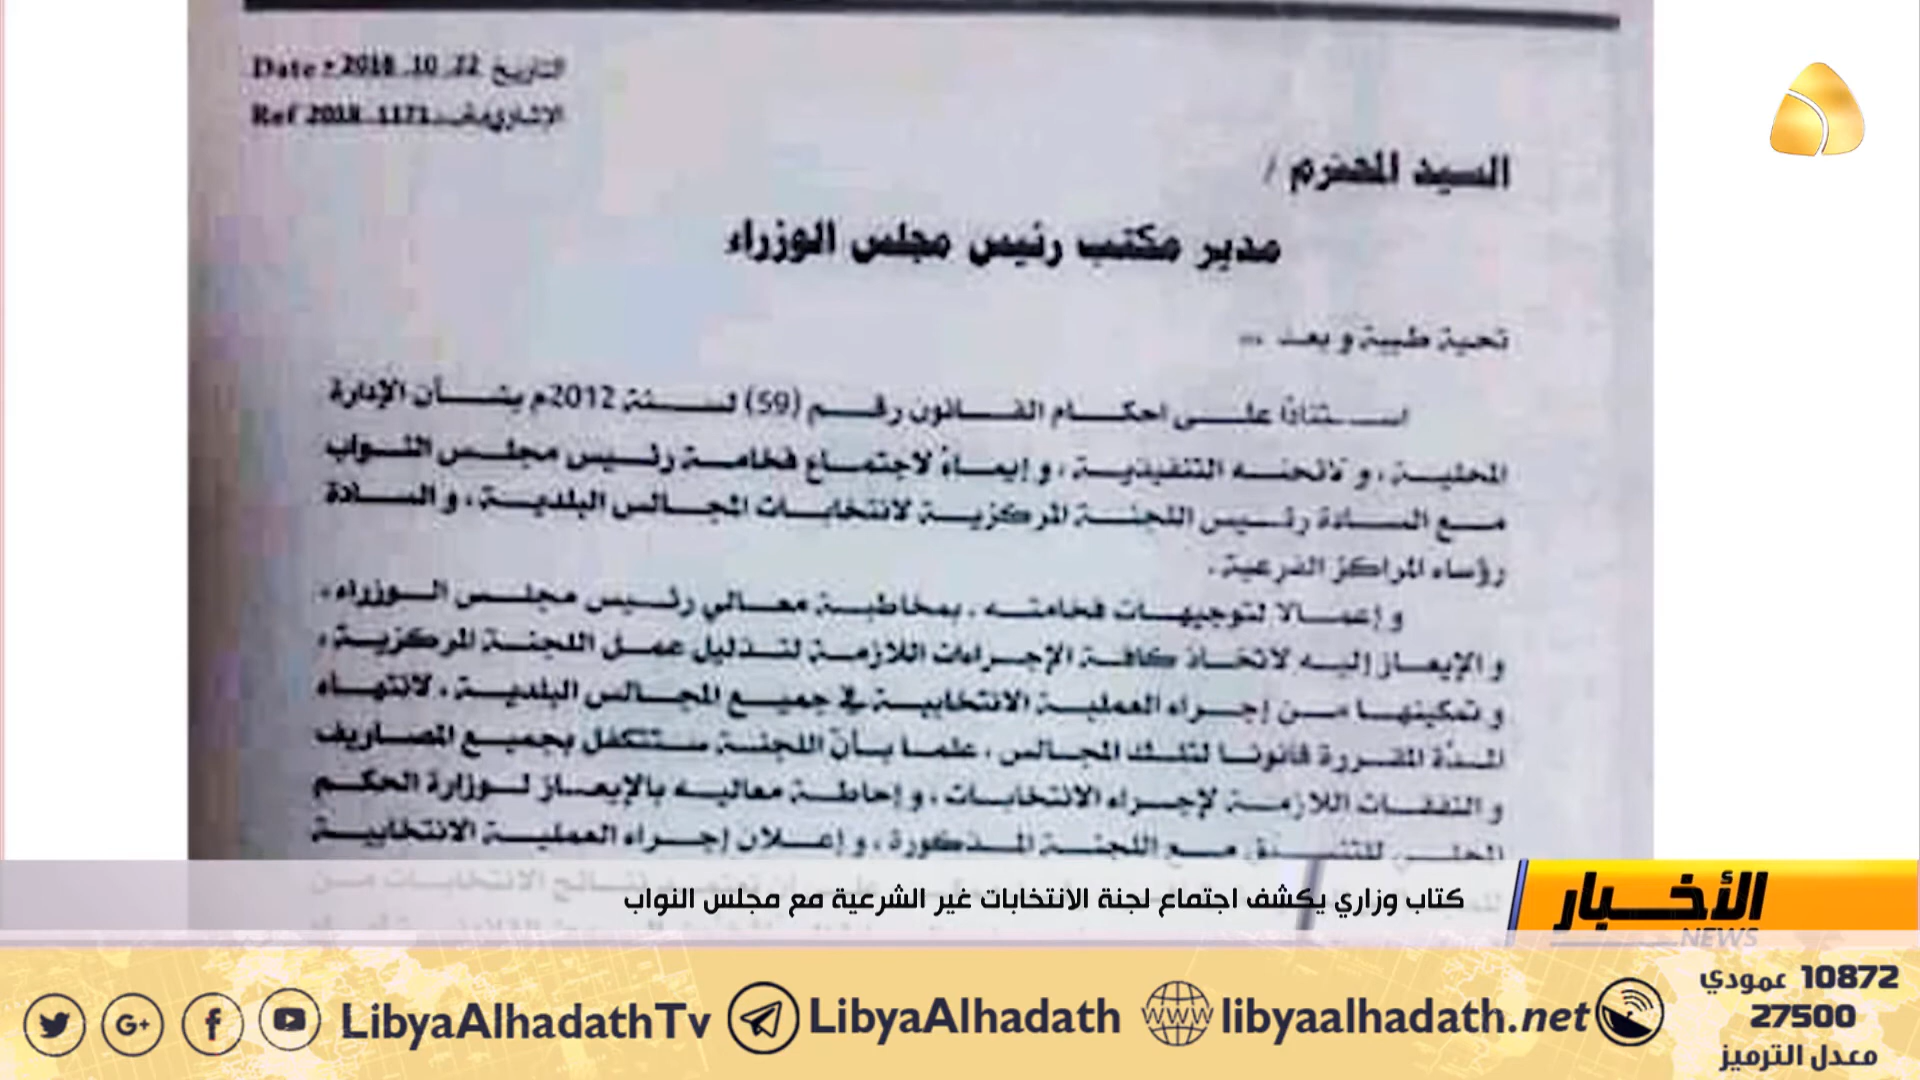 Date : 2018 . 10 . 22 التاريخ
Ref 2018 . 1171 الإشاري
السيد المحترم /
مدير مكتب رئيس مجلس الوزراء
تحية طيبة و بعد ...
استناداً على احكام القانون رقم (59) لسنة 2012م بشأن الإدارة
المحلية ، و لائحته التنفيذية ، و إيماءً لاجتماع فخامة رئيس مجلس النواب
مع السادة رئيس اللجنة المركزية لانتخابات المجالس البلدية ، و السادة
رؤساء المراكز الفرعية .
و إعمالا لتوجيهات فخامته ، بمخاطبة معالي رئيس مجلس الوزراء ،
و الإيعاز إليه لاتخاذ كافة الإجراءات اللازمة لتذليل عمل اللجنة المركزية ،
و تمكينها من إجراء العملية الانتخابية في جميع المجالس البلدية ، لانتهاء
المدة المقررة قانونا لتلك المجالس ، علما بأن اللجنة ستتكفل بجميع المصاريف
و النفقات اللازمة لإجراء الانتخابات ، و إحاطة معاليه بالإيعاز لوزارة الحكم
المحلي للتنسيق مع اللجنة المذكورة ، و إعلان إجراء العملية الانتخابية
كتاب وزاري يكشف اجتماع لجنة الانتخابات غير الشرعية مع مجلس النواب
الأخبار
NEWS
LibyaAlhadathTv LibyaAlhadath www libyaalhadath.net
10872 عمودي
27500
معدل الترميز